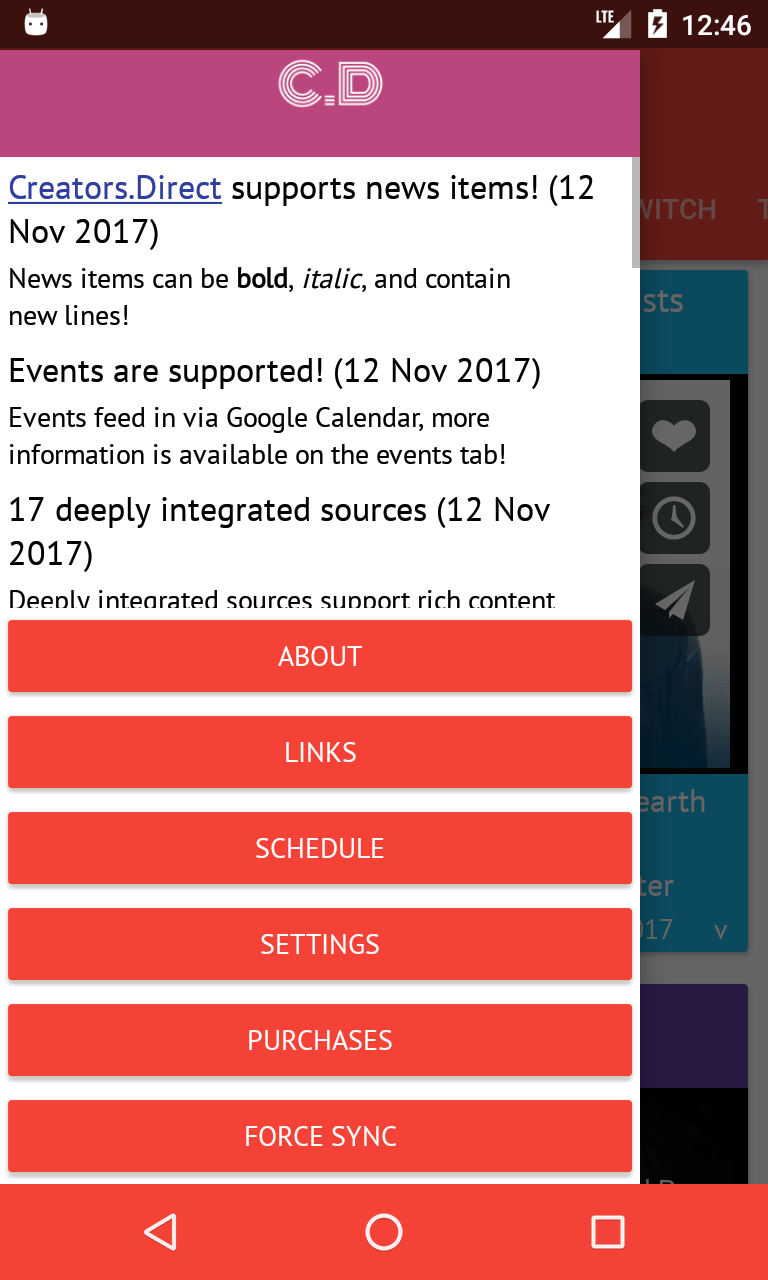 LTE 12:46
C.D
Creators.Direct supports news items! (12
Nov 2017)
News items can be bold, italic, and contain
new lines!
Events are supported! (12 Nov 2017)
Events feed in via Google Calendar, more
information is available on the events tab!
17 deeply integrated sources (12 Nov
2017)
Deeply integrated sources support rich content
ABOUT
LINKS
SCHEDULE
SETTINGS
PURCHASES
FORCE SYNC
WITCH T
sts
earth
ter
017 v